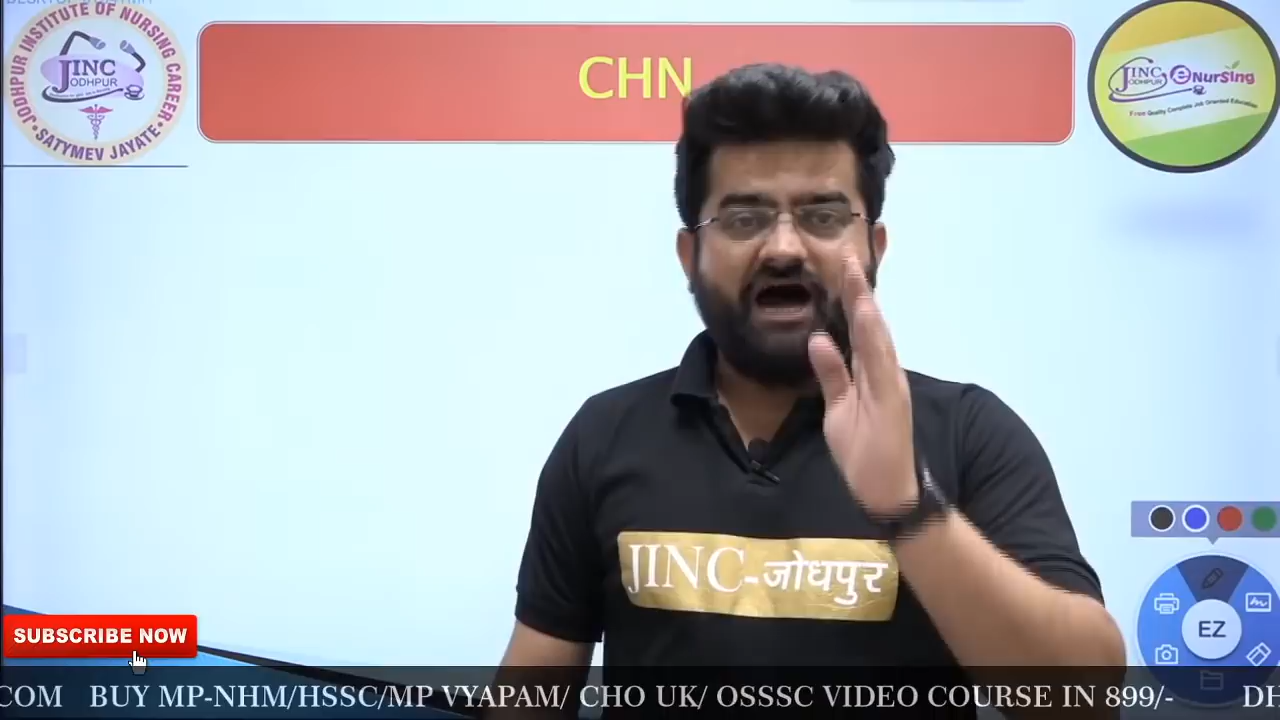 JODHPUR INSTITUTE OF NURSING CAREER
JINC
JODHPUR
SATYMEV JAYATE
CHN
JINC
JODHPUR
eNursing
From Quality Complete Job Oriented Education
JINC-जोधपुर
EZ
SUBSCRIBE NOW
.COM BUY MP-NHM/HSSC/MP VYAPAM/ CHO UK/ OSSSC VIDEO COURSE IN 899/- DH